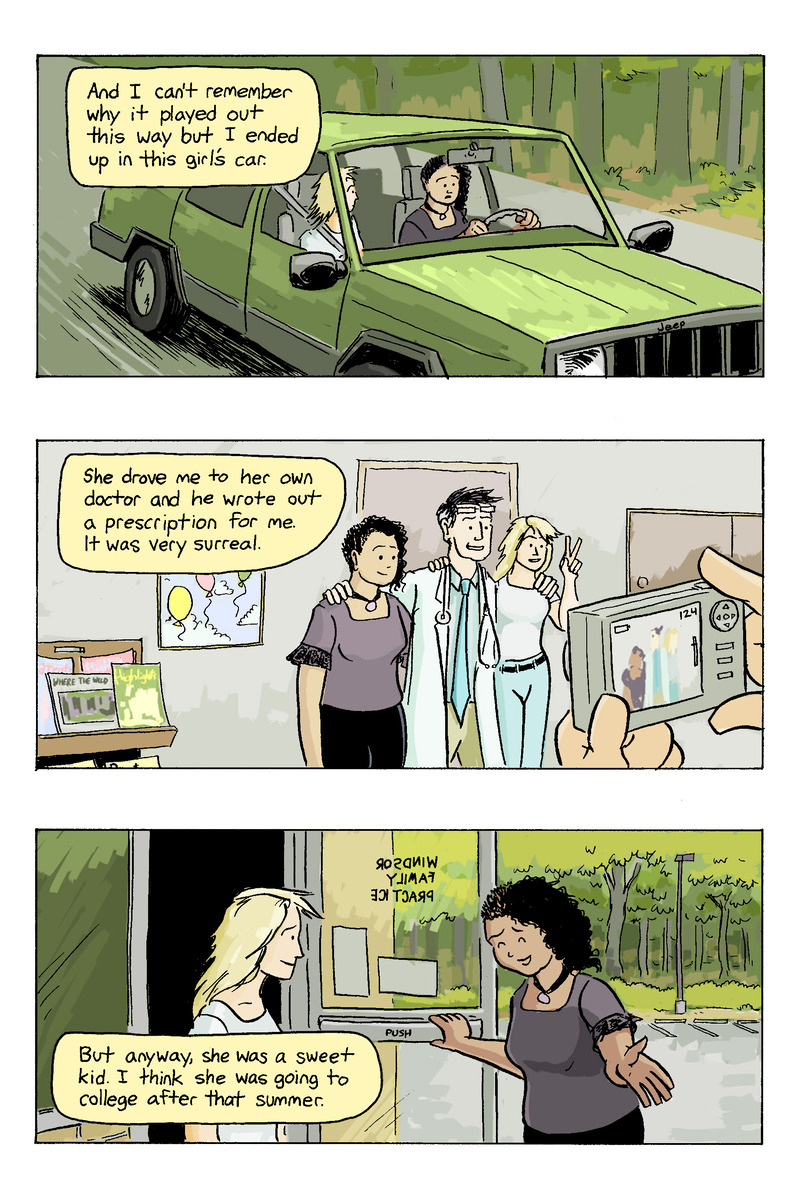 And I can't remember
why it played out
this way but I ended
up in this girl's car.
Jeep
She drove me to her own
doctor and he wrote out
a prescription for me.
It was very surreal.
124
WHERE THE WILD
Highlights
WINDSOR
FAMILY
PRACTICE
PUSH
But anyway, she was a sweet
kid. I think she was going to
college after that summer.